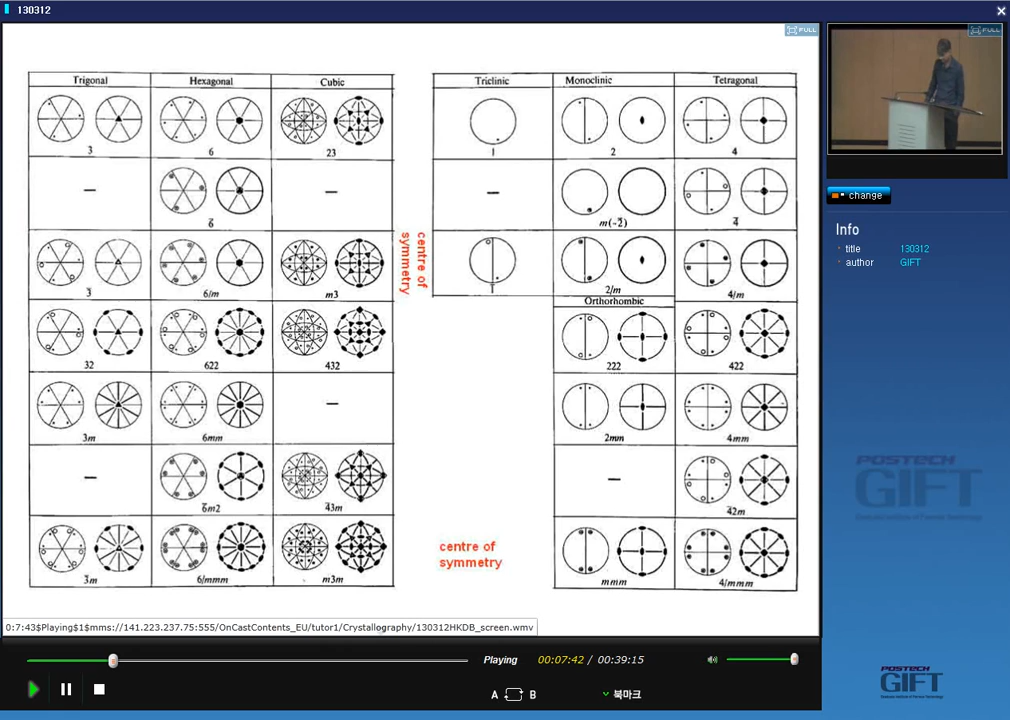 130312
FULL
FULL
Trigonal Hexagonal Cubic
3 6 23
–
6̅
–
3̅ 6/m m3
32 622 432
3m 6mm –
– 6̅m2 4̅3m
3̅m 6/mmm m3m
centre of
symmetry
Triclinic Monoclinic Tetragonal
1 2 4
– m(-2̅) 4̅
1̅ 2/m 4/m
Orthorhombic
222 422
2mm 4mm
– 4̅2m
mmm 4/mmm
centre of
symmetry
0:7:43$Playing$1$mms://141.223.237.75:555/OnCastContents_EU/tutor1/Crystallography/130312HKDB_screen.wmv
Playing 00:07:42 / 00:39:15
A B 북마크
change
Info
title 130312
author GIFT
POSTECH
GIFT
POSTECH
GIFT